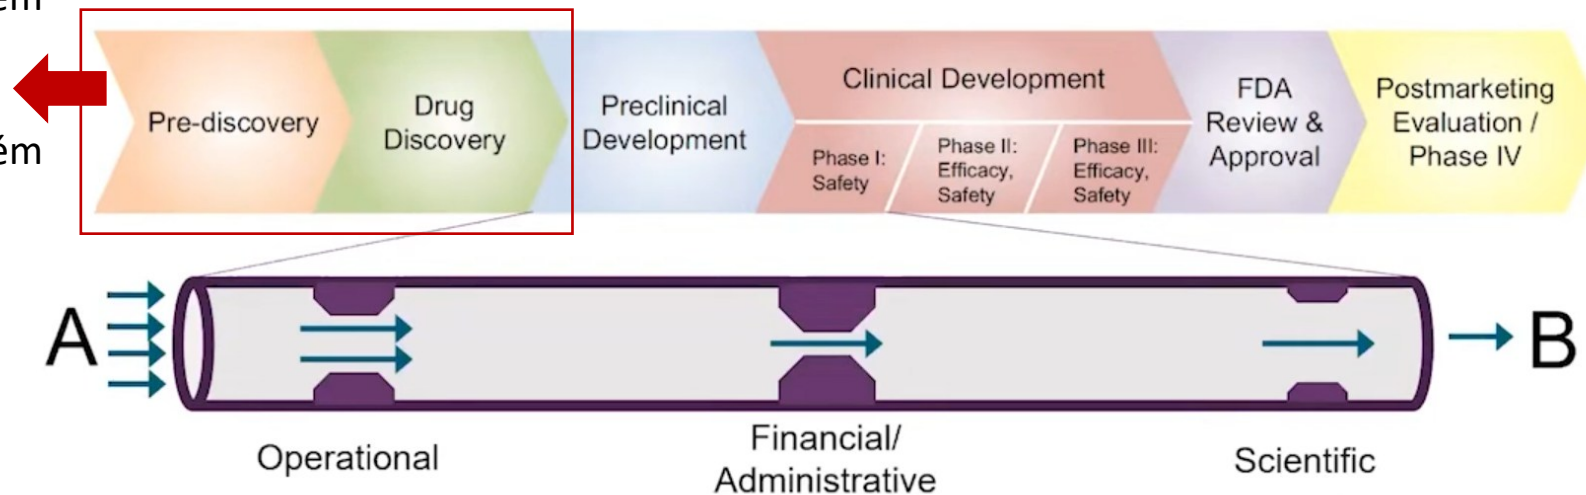 Pre-discovery
Drug
Discovery
Preclinical
Development
Clinical Development
Phase I:
Safety
Phase II:
Efficacy,
Safety
Phase III:
Efficacy,
Safety
FDA
Review &
Approval
Postmarketing
Evaluation /
Phase IV
A
B
Operational
Financial/
Administrative
Scientific